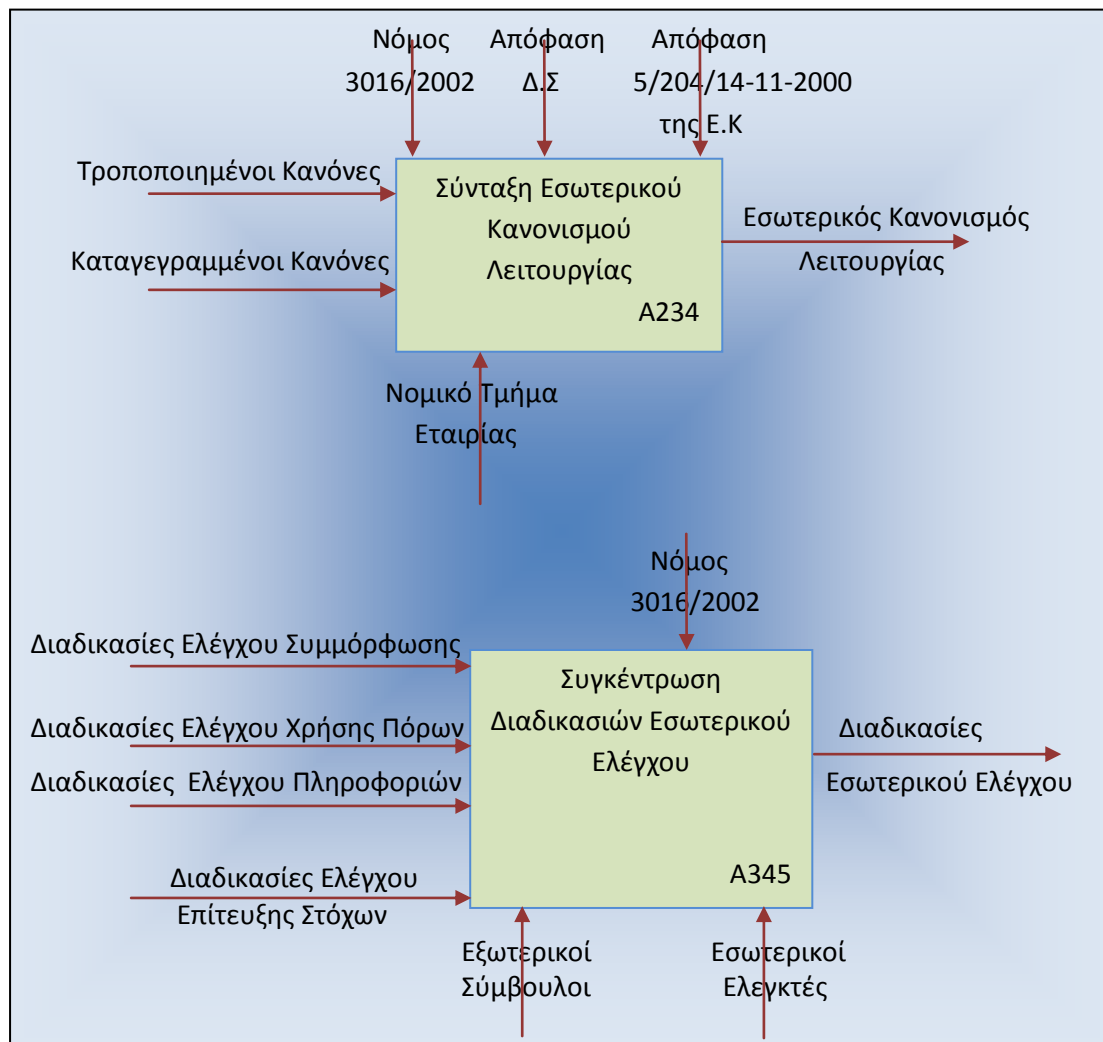 Νόμος Απόφαση Απόφαση
3016/2002 Δ.Σ 5/204/14-11-2000
της Ε.Κ
Τροποποιημένοι Κανόνες
Καταγεγραμμένοι Κανόνες
Σύνταξη Εσωτερικού
Κανονισμού
Λειτουργίας
Α234
Εσωτερικός Κανονισμός
Λειτουργίας
Νομικό Τμήμα
Εταιρίας
Νόμος
3016/2002
Διαδικασίες Ελέγχου Συμμόρφωσης
Διαδικασίες Ελέγχου Χρήσης Πόρων
Διαδικασίες Ελέγχου Πληροφοριών
Διαδικασίες Ελέγχου
Επίτευξης Στόχων
Συγκέντρωση
Διαδικασιών Εσωτερικού
Ελέγχου
Α345
Διαδικασίες
Εσωτερικού Ελέγχου
Εξωτερικοί
Σύμβουλοι
Εσωτερικοί
Ελεγκτές